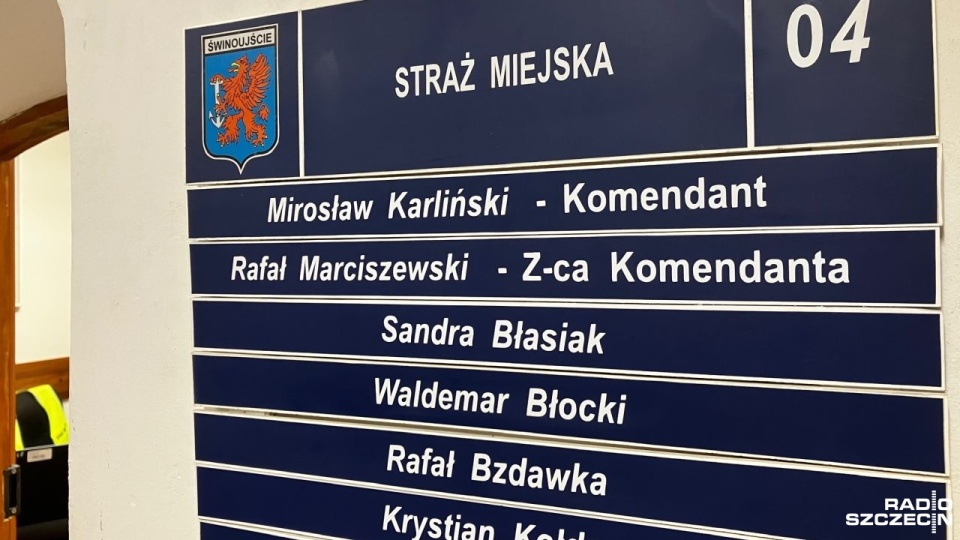 ŚWINOUJŚCIE
STRAŻ MIEJSKA
04
Mirosław Karliński - Komendant
Rafał Marciszewski - Z-ca Komendanta
Sandra Błasiak
Waldemar Błocki
Rafał Bzdawka
Krystian
RADIO
SZCZECIN